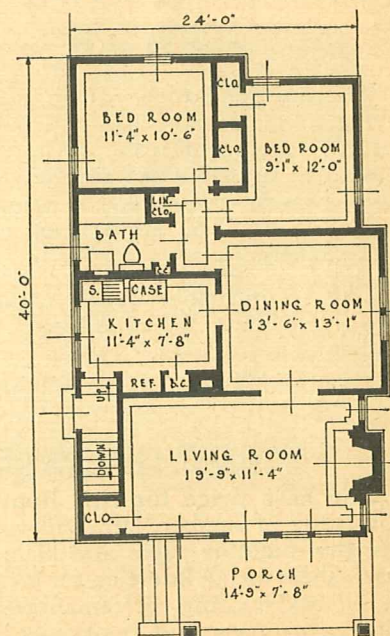 24'-0"
CLO.
BED ROOM
11'-4" x 10'-6"
CLO.
BED ROOM
9'-1" x 12'-0"
LIN.
CLO.
BATH
40'-0"
S.
CASE
DINING ROOM
13'-6" x 13'-1"
KITCHEN
11'-4" x 7'-8"
REF.
B.C.
UP
DOWN
LIVING ROOM
19'-9" x 11'-4"
CLO.
PORCH
14'-9" x 7'-8"